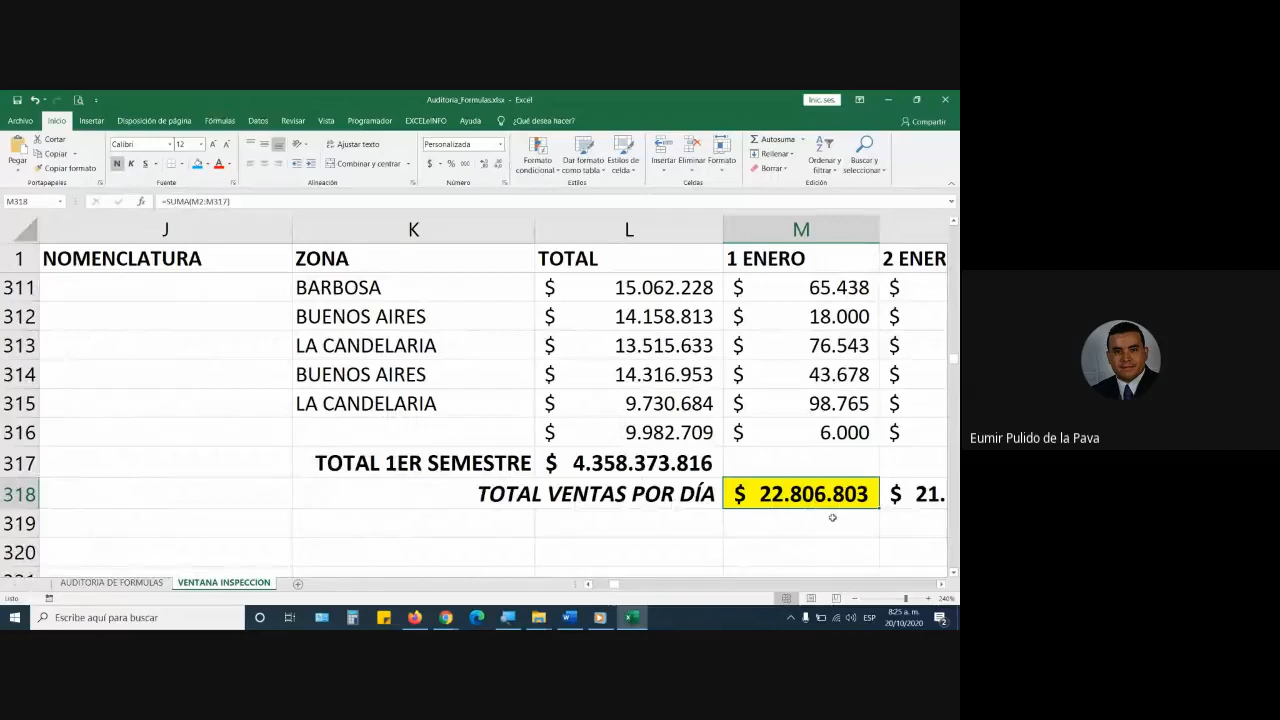 Auditoria_Formulas.xlsx - Excel
Inic. ses.
Archivo Inicio Insertar Disposición de página Fórmulas Datos Revisar Vista Programador EXCELeINFO Ayuda ¿Qué desea hacer? Compartir
Pegar
Cortar
Copiar
Copiar formato
Portapapeles
Calibri 12
N K S
Fuente
Ajustar texto
Combinar y centrar
Alineación
Personalizada
$ % 000
Número
Formato condicional
Dar formato como tabla
Estilos de celda
Estilos
Insertar Eliminar Formato
Celdas
Autosuma
Rellenar
Borrar
Ordenar y filtrar
Buscar y seleccionar
Edición
M318 fx =SUMA(M2:M317)
J K L M
1 NOMENCLATURA ZONA TOTAL 1 ENERO 2 ENER
311 BARBOSA $ 15.062.228 $ 65.438 $
312 BUENOS AIRES $ 14.158.813 $ 18.000 $
313 LA CANDELARIA $ 13.515.633 $ 76.543 $
314 BUENOS AIRES $ 14.316.953 $ 43.678 $
315 LA CANDELARIA $ 9.730.684 $ 98.765 $
316 $ 9.982.709 $ 6.000 $
317 TOTAL 1ER SEMESTRE $ 4.358.373.816
318 TOTAL VENTAS POR DÍA $ 22.806.803 $ 21.
319
320
AUDITORIA DE FORMULAS VENTANA INSPECCION
Listo 240%
Escribe aquí para buscar
ESP
8:25 a. m.
20/10/2020
2
Eumir Pulido de la Pava